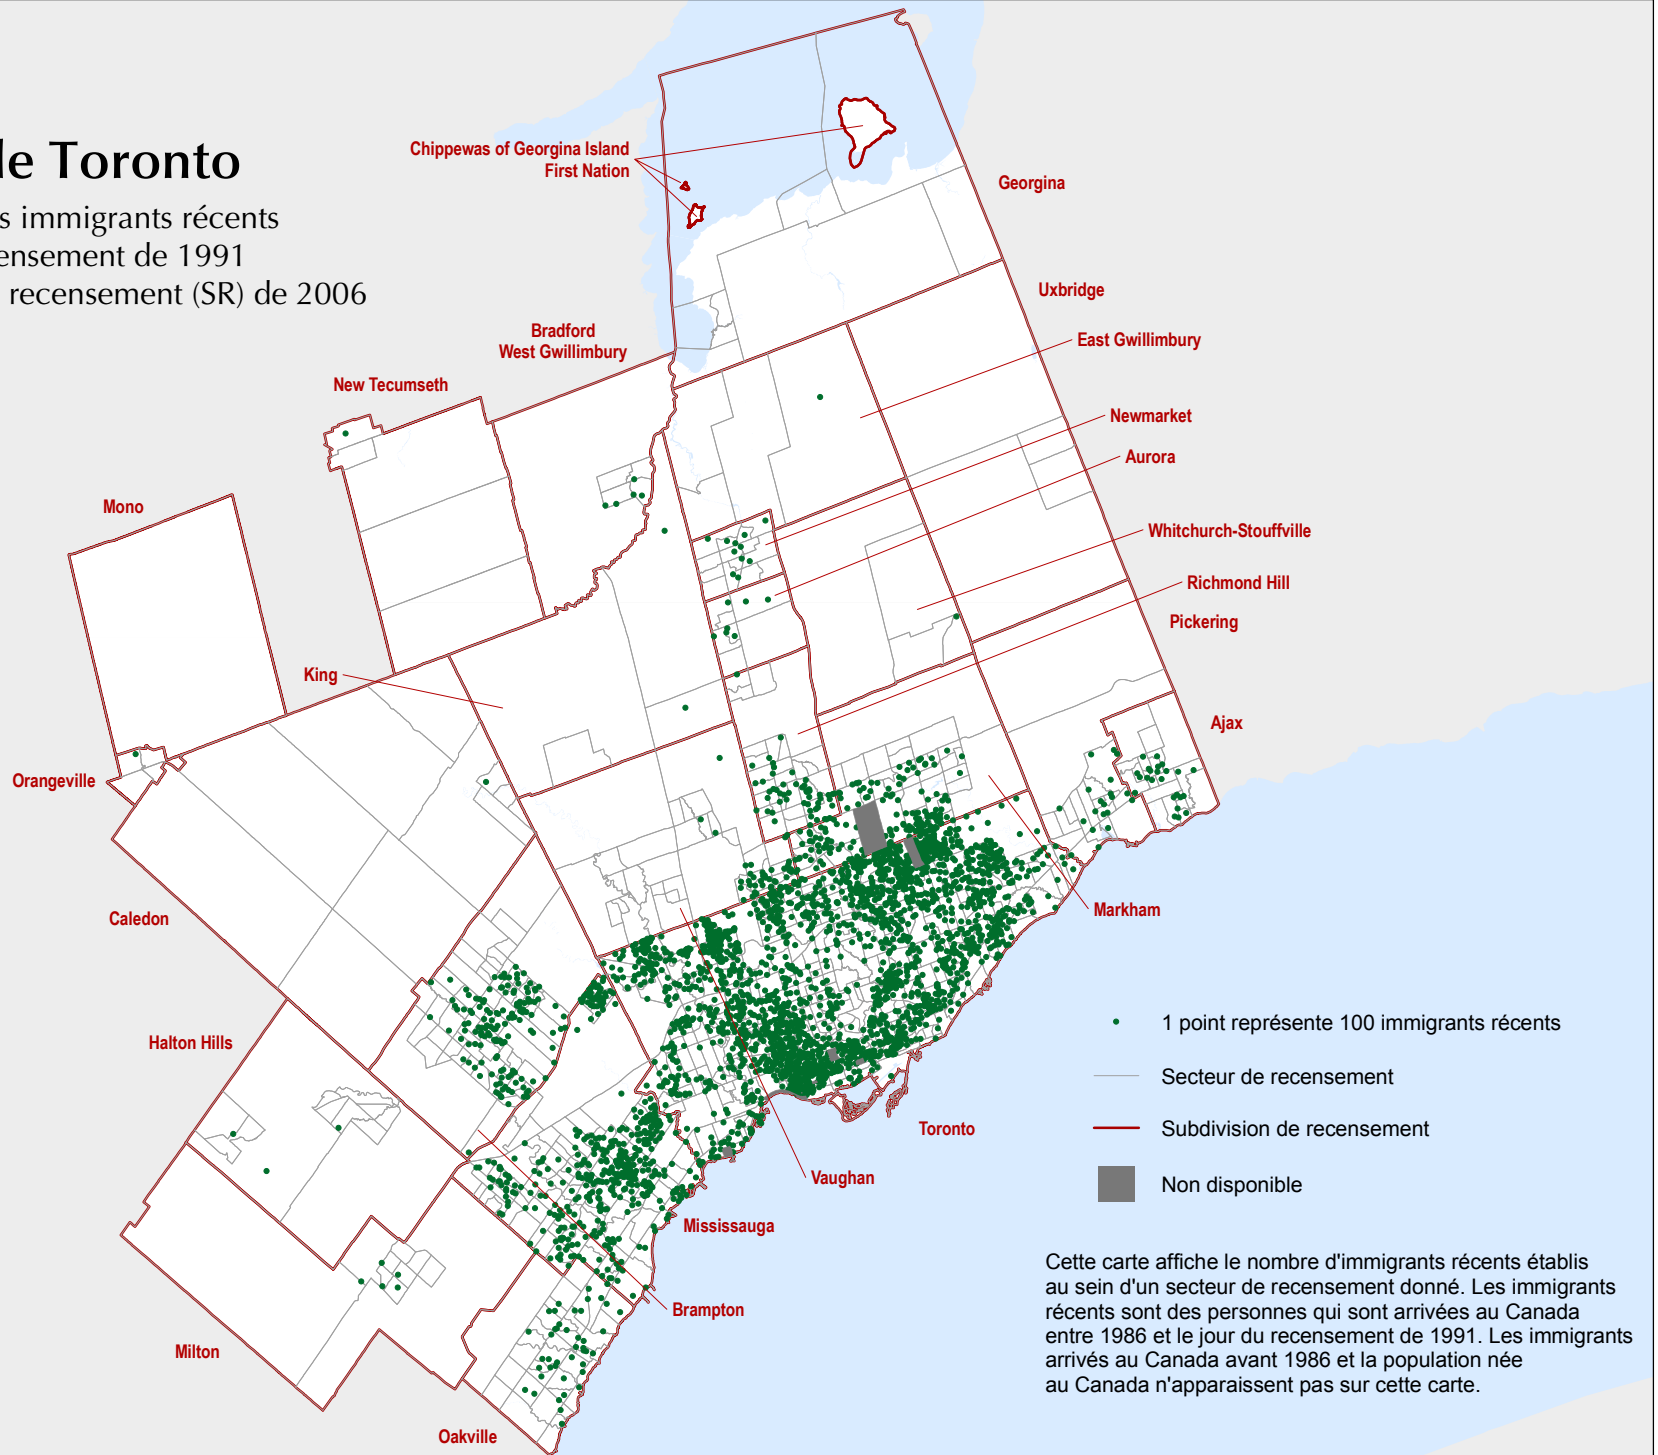 le Toronto
s immigrants récents
ensement de 1991
recensement (SR) de 2006
Chippewas of Georgina Island
First Nation
Georgina
Uxbridge
East Gwillimbury
Bradford
West Gwillimbury
New Tecumseth
Newmarket
Aurora
Mono
Whitchurch-Stouffville
Richmond Hill
Pickering
King
Ajax
Orangeville
Caledon
Markham
Halton Hills
Toronto
Vaughan
Mississauga
Brampton
Milton
Oakville
1 point représente 100 immigrants récents
Secteur de recensement
Subdivision de recensement
Non disponible
Cette carte affiche le nombre d'immigrants récents établis
au sein d'un secteur de recensement donné. Les immigrants
récents sont des personnes qui sont arrivées au Canada
entre 1986 et le jour du recensement de 1991. Les immigrants
arrivés au Canada avant 1986 et la population née
au Canada n'apparaissent pas sur cette carte.